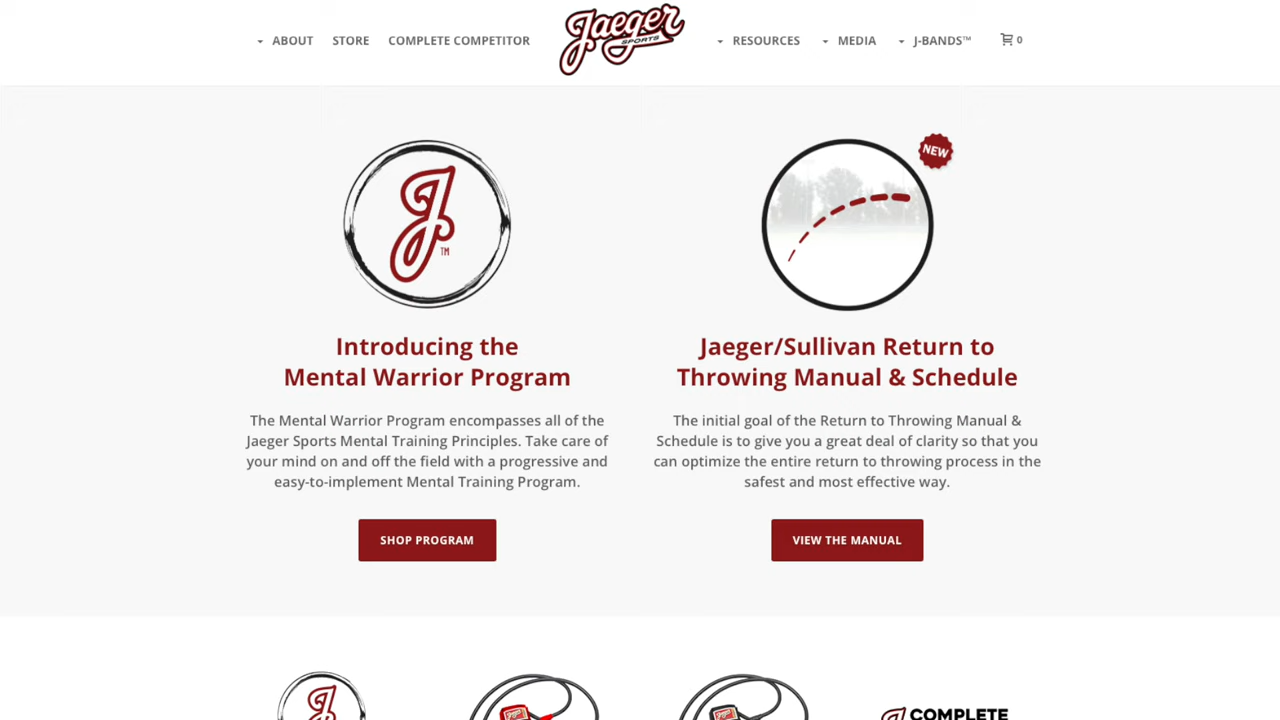 ABOUT STORE COMPLETE COMPETITOR Jaeger SPORTS RESOURCES MEDIA J-BANDS™ 0
NEW
J TM
Introducing the
Mental Warrior Program
The Mental Warrior Program encompasses all of the
Jaeger Sports Mental Training Principles. Take care of
your mind on and off the field with a progressive and
easy-to-implement Mental Training Program.
SHOP PROGRAM
Jaeger/Sullivan Return to
Throwing Manual & Schedule
The initial goal of the Return to Throwing Manual &
Schedule is to give you a great deal of clarity so that you
can optimize the entire return to throwing process in the
safest and most effective way.
VIEW THE MANUAL
J
COMPLETE